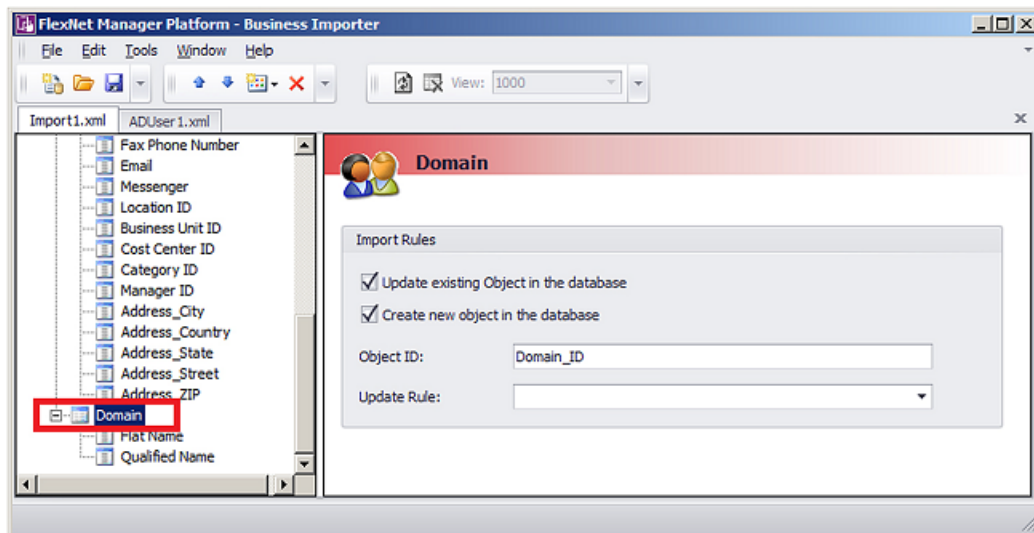 FlexNet Manager Platform - Business Importer
File Edit Tools Window Help
View: 1000
Import1.xml ADUser1.xml
Fax Phone Number
Email
Messenger
Location ID
Business Unit ID
Cost Center ID
Category ID
Manager ID
Address_City
Address_Country
Address_State
Address_Street
Address_ZIP
Domain
Flat Name
Qualified Name
Domain
Import Rules
Update existing Object in the database
Create new object in the database
Object ID: Domain_ID
Update Rule: